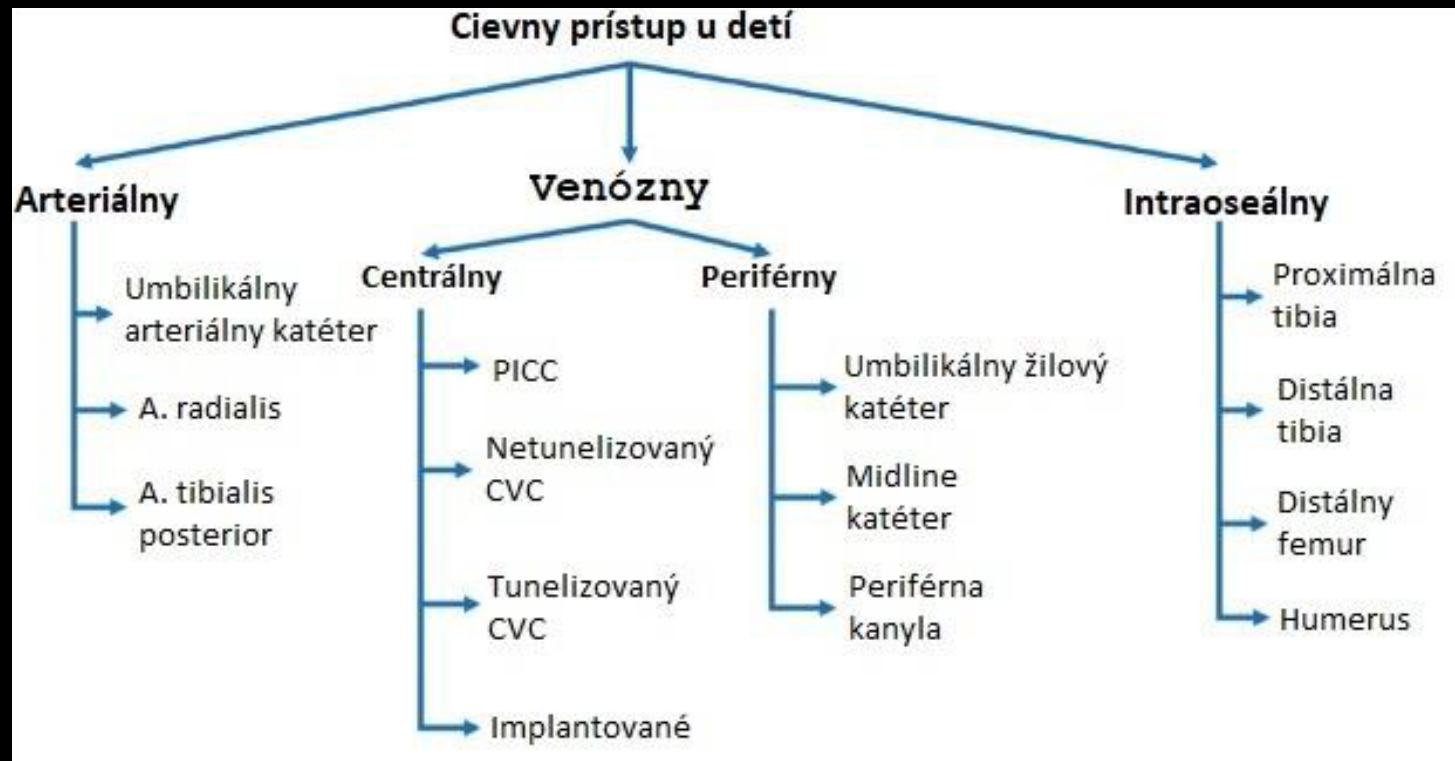 Cievny prístup u detí
Arteriálny
Umbilikálny
arteriálny katéter
A. radialis
A. tibialis
posterior
Venózny
Centrálny
PICC
Netunelizovaný
CVC
Tunelizovaný
CVC
Implantované
Periférny
Umbilikálny žilový
katéter
Midline
katéter
Periférna
kanyla
Intraoseálny
Proximálna
tibia
Distálna
tibia
Distálny
femur
Humerus